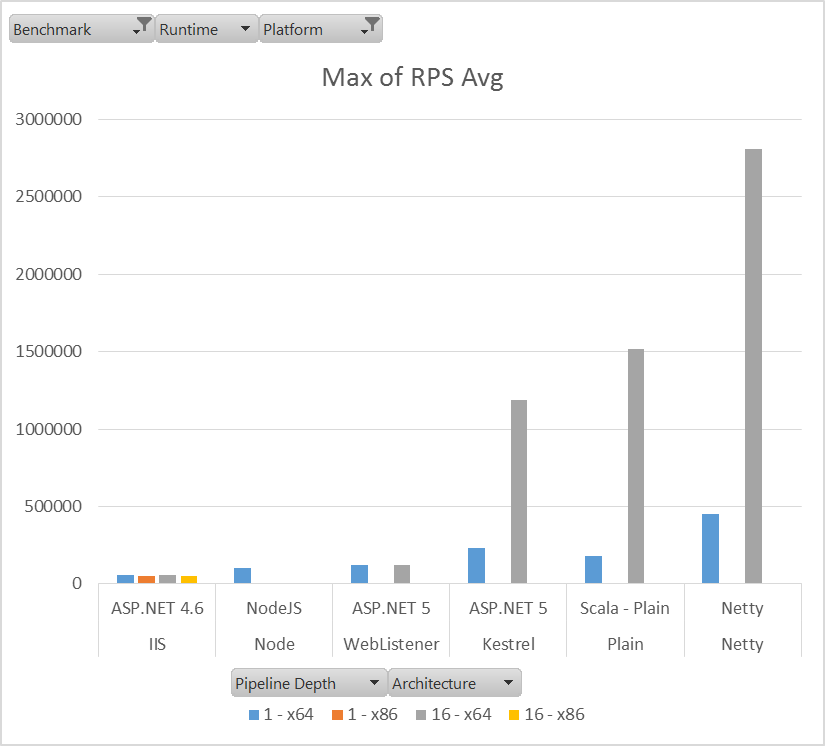 Benchmark Runtime Platform
Max of RPS Avg
3000000
2500000
2000000
1500000
1000000
500000
0
ASP.NET 4.6 NodeJS ASP.NET 5 ASP.NET 5 Scala - Plain Netty
IIS Node WebListener Kestrel Plain Netty
Pipeline Depth Architecture
1 - x64 1 - x86 16 - x64 16 - x86